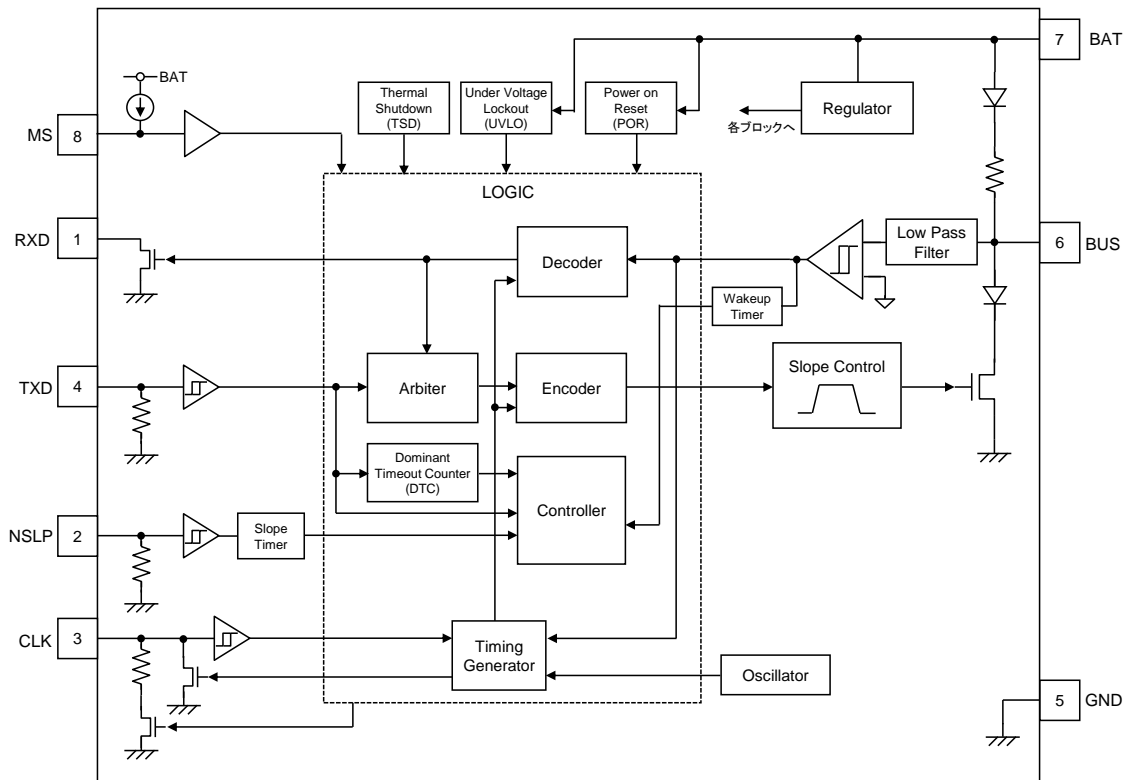 7
BAT
BAT
MS
8
Thermal
Shutdown
(TSD)
Under Voltage
Lockout
(UVLO)
Power on
Reset
(POR)
各ブロックへ
Regulator
LOGIC
RXD
1
Decoder
Low Pass
Filter
6
BUS
Wakeup
Timer
TXD
4
Arbiter
Encoder
Slope Control
Dominant
Timeout Counter
(DTC)
Controller
NSLP
2
Slope
Timer
CLK
3
Timing
Generator
Oscillator
5
GND